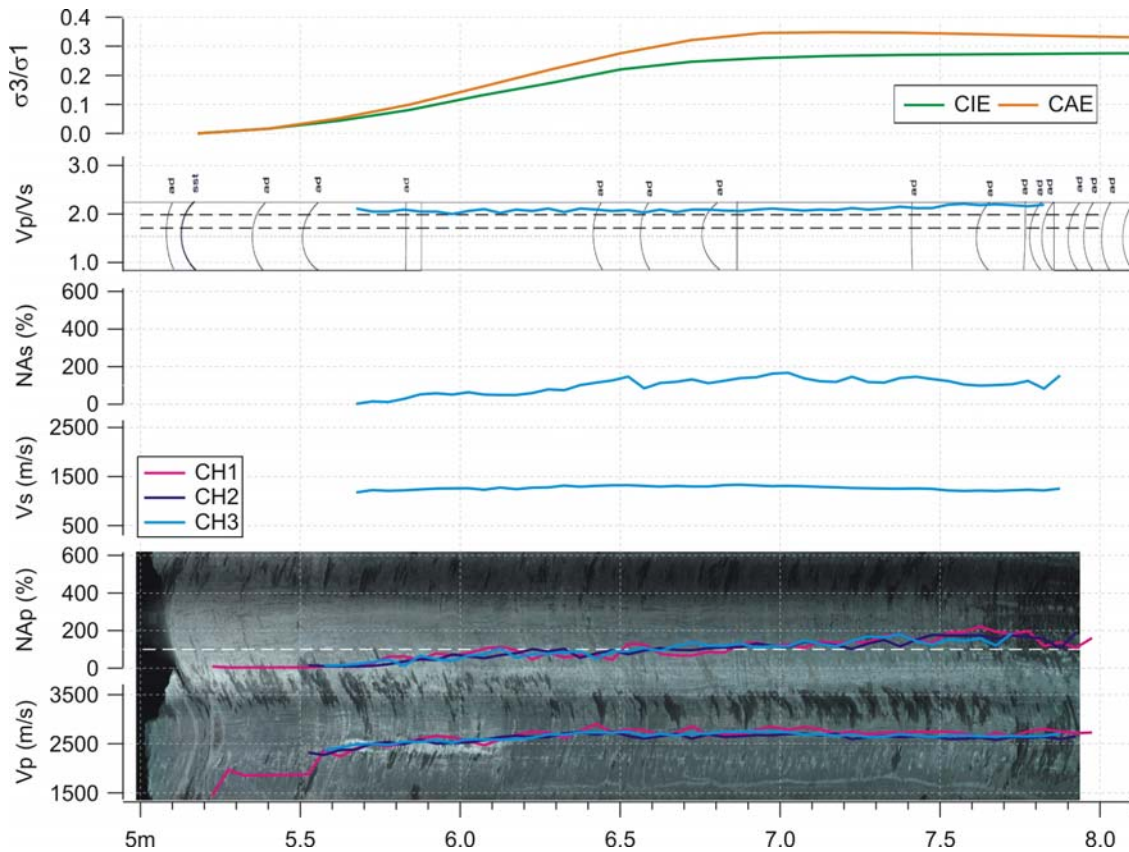 0.4
0.3
0.2
0.1
0.0
σ3/σ1
CIE CAE
3.0
2.0
1.0
Vp/Vs
ad sst ad ad ad ad ad ad ad ad ad ad ad ad ad ad
600
400
200
0
NAs (%)
2500
1500
500
Vs (m/s)
CH1
CH2
CH3
600
400
200
0
NAp (%)
3500
2500
1500
Vp (m/s)
5m 5.5 6.0 6.5 7.0 7.5 8.0